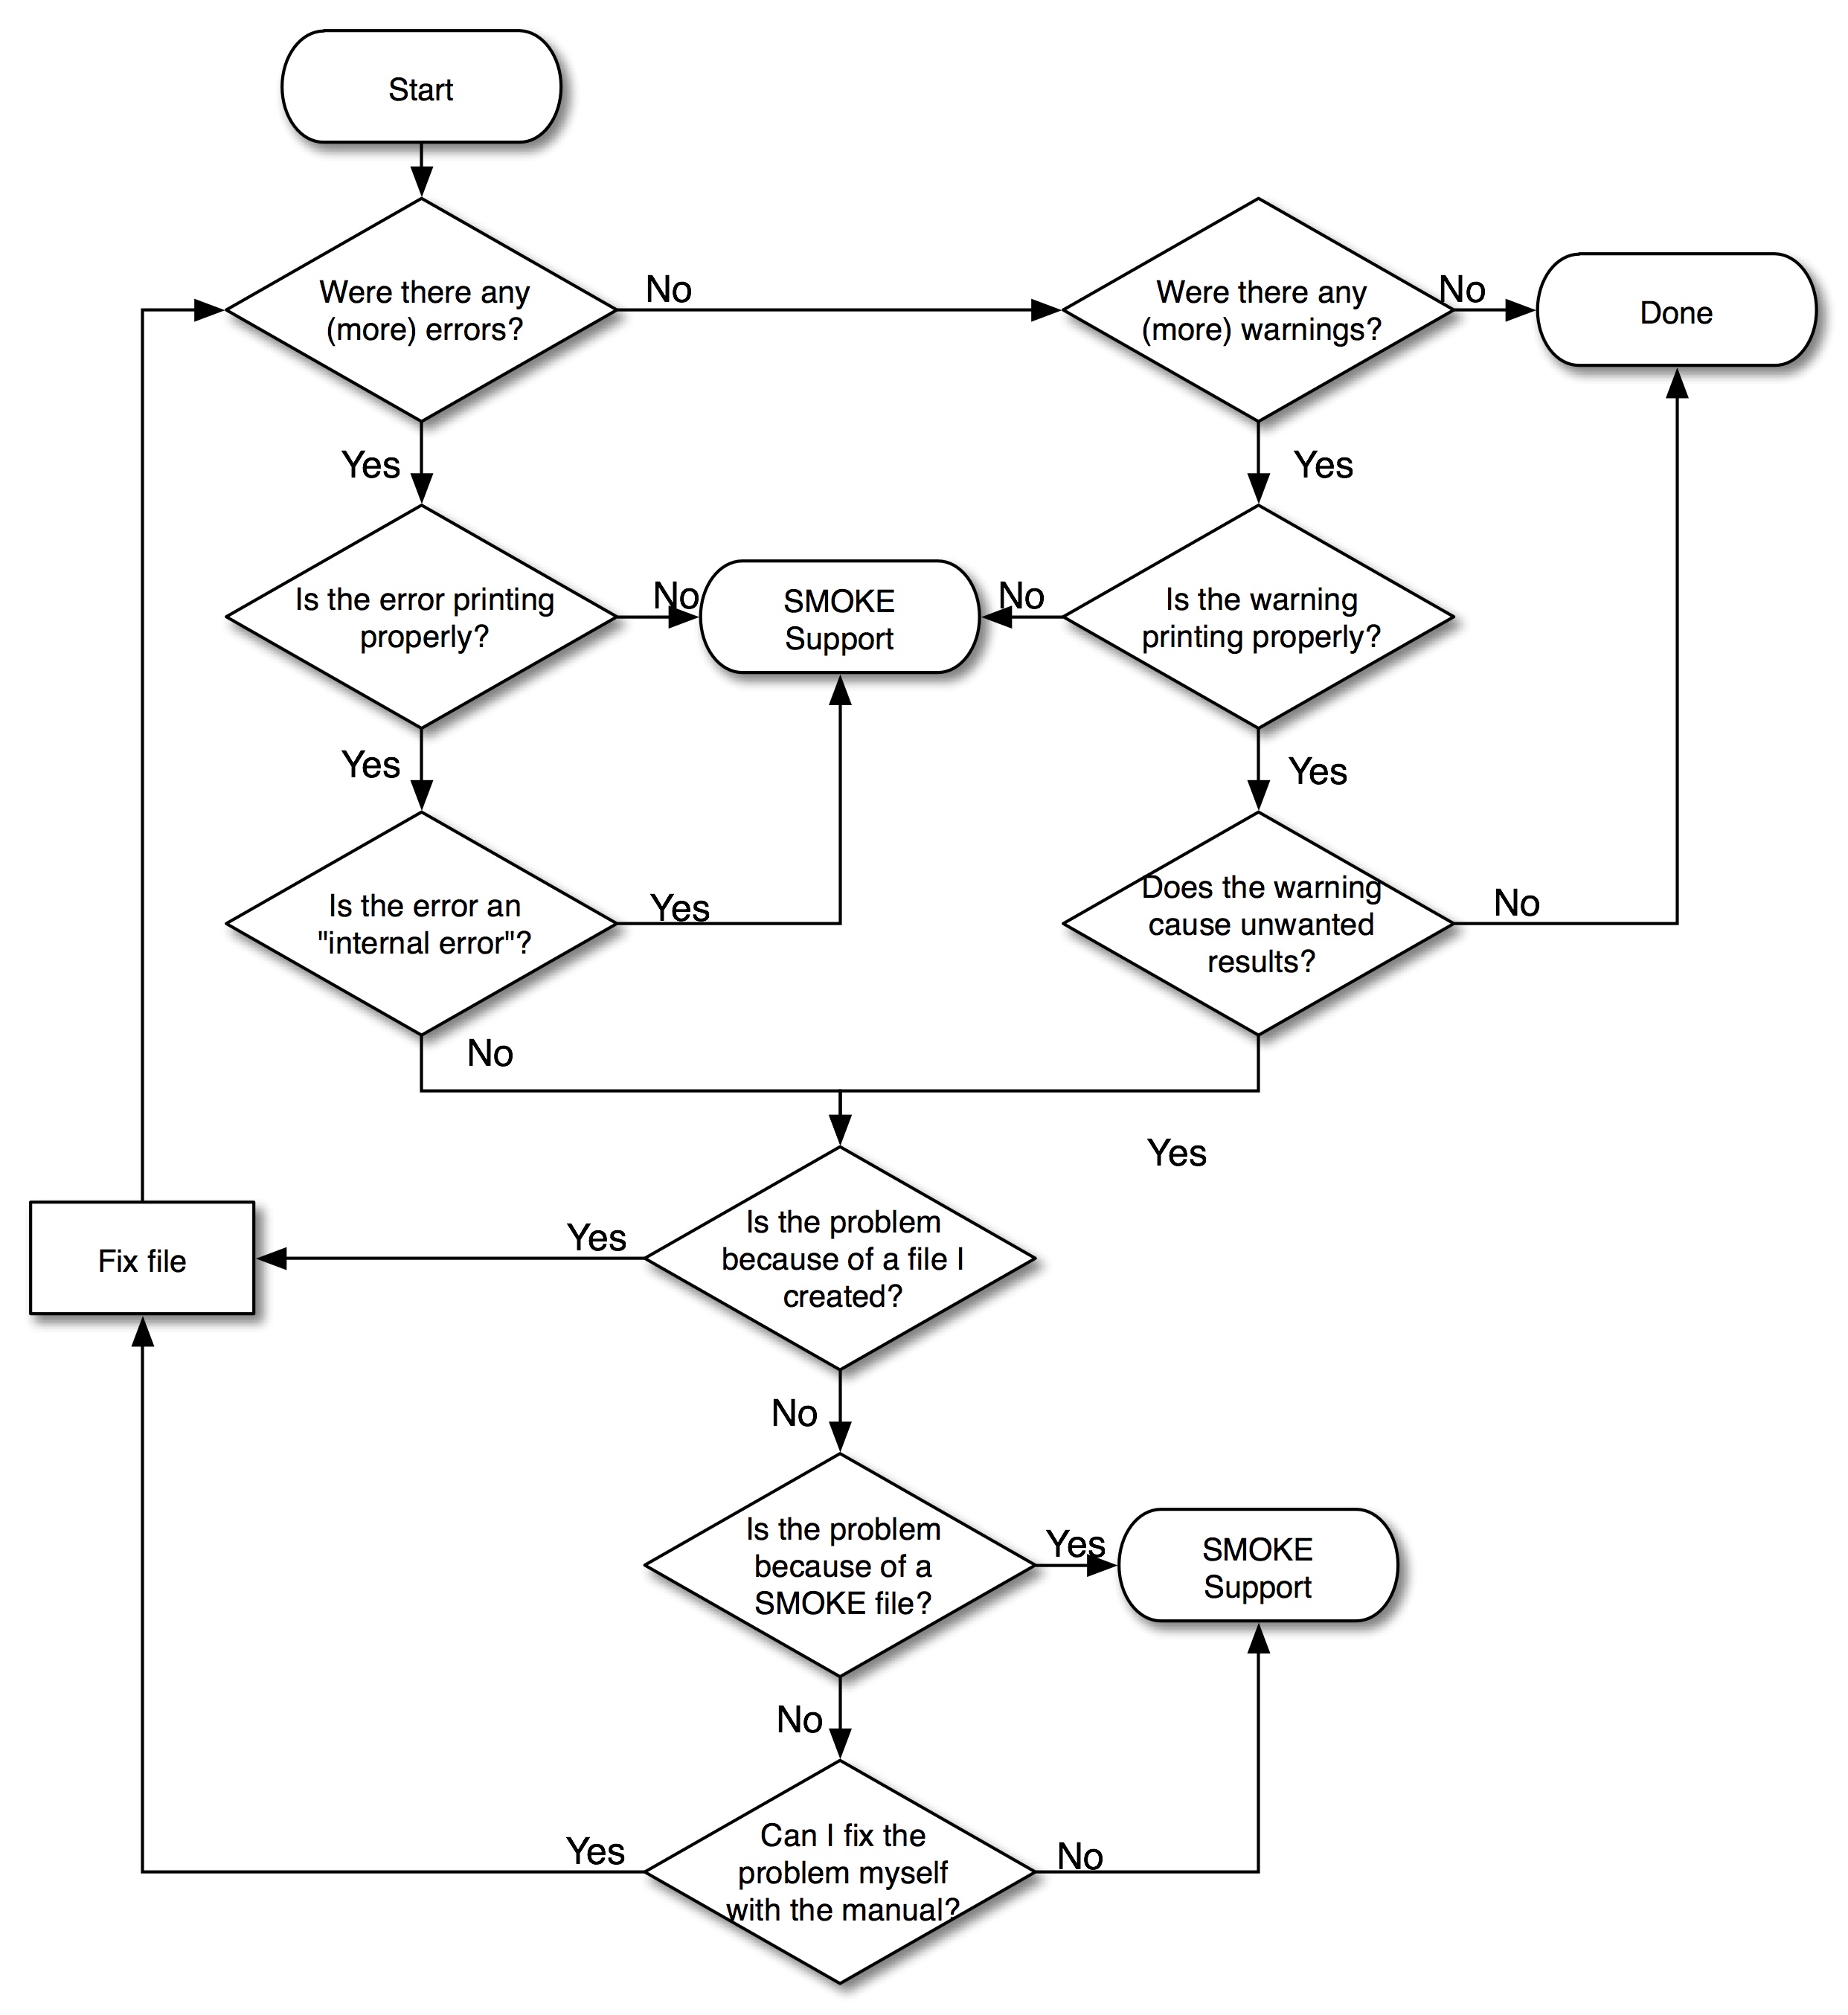 Start
Were there any
(more) errors?
No
Were there any
(more) warnings?
No
Done
Yes
Yes
Is the error printing
properly?
No
SMOKE
Support
No
Is the warning
printing properly?
Yes
Yes
Is the error an
"internal error"?
Yes
Does the warning
cause unwanted
results?
No
No
Yes
Fix file
Yes
Is the problem
because of a file I
created?
No
Is the problem
because of a
SMOKE file?
Yes
SMOKE
Support
No
Yes
Can I fix the
problem myself
with the manual?
No